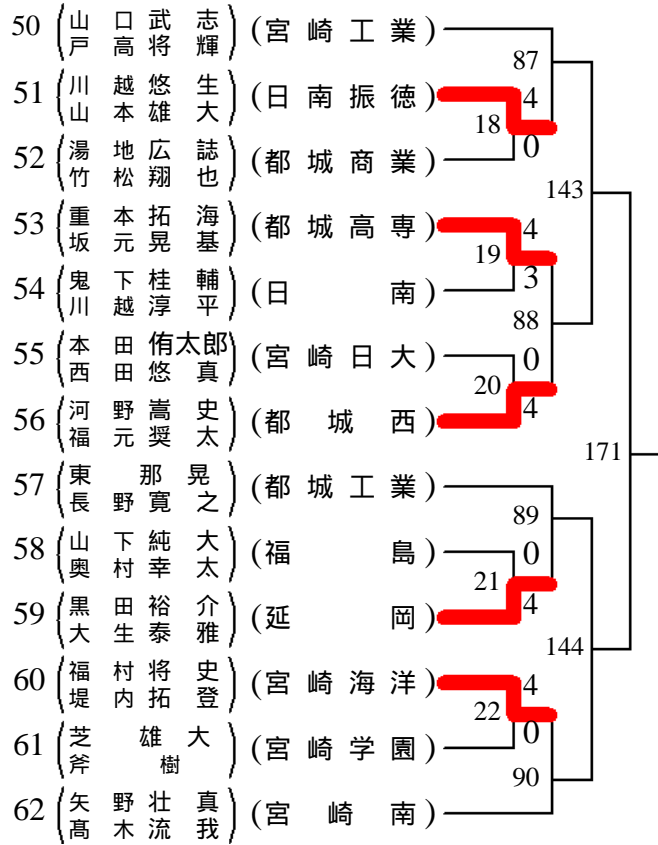 50 (山口武志 戸高将輝) (宮崎工業)
87
51 (川越悠生 山本雄大) (日南振徳) 4
18
52 (湯地広誌 竹松翔也) (都城商業) 0
143
53 (重本拓海 坂元晃基) (都城高専) 4
19
54 (鬼下桂輔 川越淳平) (日南) 3
88
55 (本田侑太郎 西田悠真) (宮崎日大) 0
20
56 (河野嵩史 福元奨太) (都城西) 4
171
57 (東那晃 長野寛之) (都城工業)
89
58 (山下純大 奥村幸太) (福島) 0
21
59 (黒田裕介 大生泰雅) (延岡) 4
144
60 (福村将史 堤内拓登) (宮崎海洋) 4
22
61 (芝雄大 斧樹) (宮崎学園) 0
90
62 (矢野壮真 髙木流我) (宮崎南)